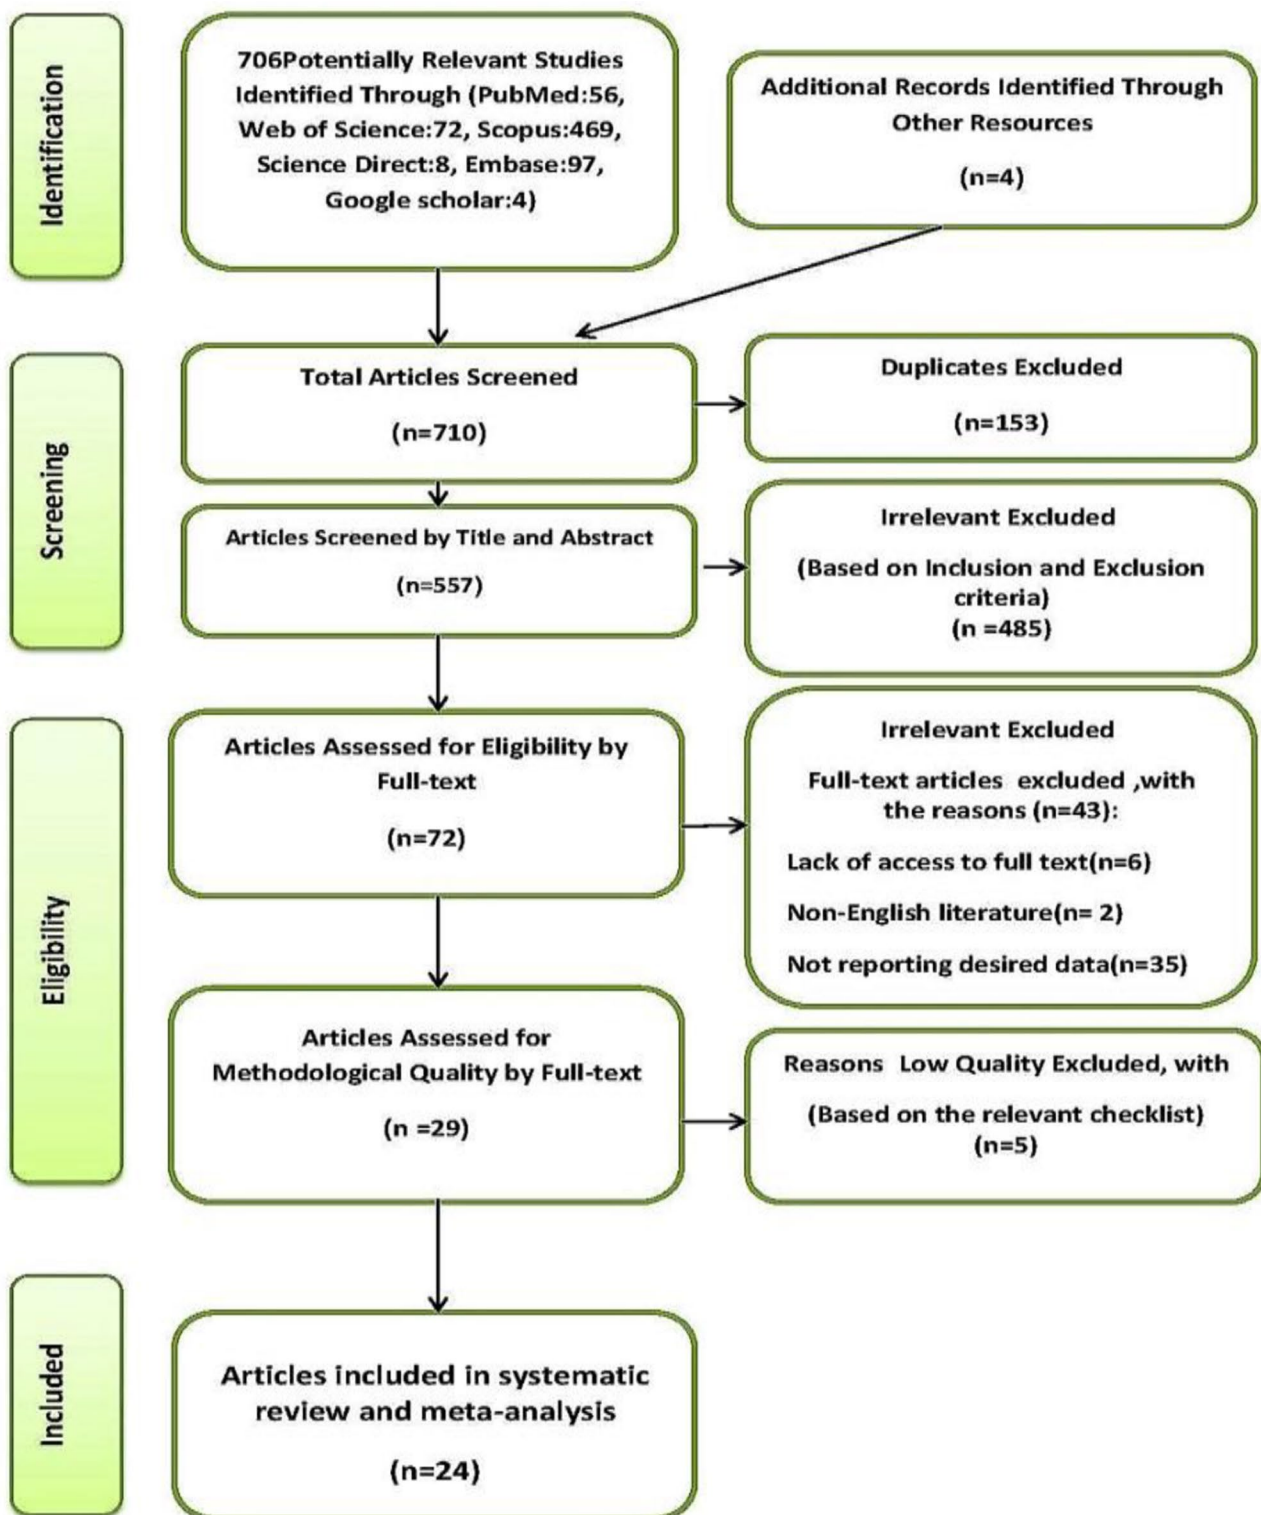 Identification
706Potentially Relevant Studies
Identified Through (PubMed:56,
Web of Science:72, Scopus:469,
Science Direct:8, Embase:97,
Google scholar:4)
Additional Records Identified Through
Other Resources
(n=4)
Screening
Total Articles Screened
(n=710)
Duplicates Excluded
(n=153)
Articles Screened by Title and Abstract
(n=557)
Irrelevant Excluded
(Based on Inclusion and Exclusion
criteria)
(n =485)
Eligibility
Articles Assessed for Eligibility by
Full-text
(n=72)
Irrelevant Excluded
Full-text articles excluded ,with
the reasons (n=43):
Lack of access to full text(n=6)
Non-English literature(n= 2)
Not reporting desired data(n=35)
Articles Assessed for
Methodological Quality by Full-text
(n =29)
Reasons Low Quality Excluded, with
(Based on the relevant checklist)
(n=5)
Included
Articles included in systematic
review and meta-analysis
(n=24)